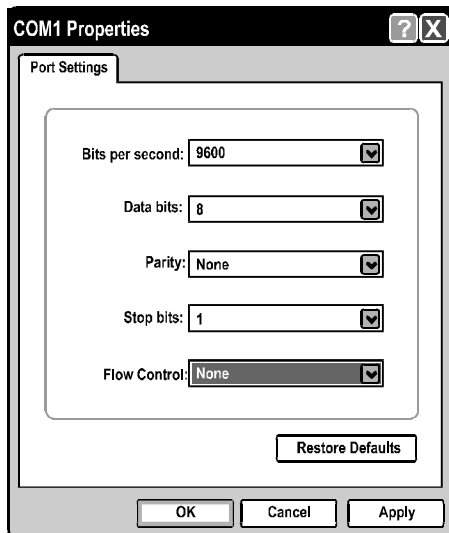 COM1 Properties
? X
Port Settings
Bits per second: 9600
Data bits: 8
Parity: None
Stop bits: 1
Flow Control: None
Restore Defaults
OK Cancel Apply